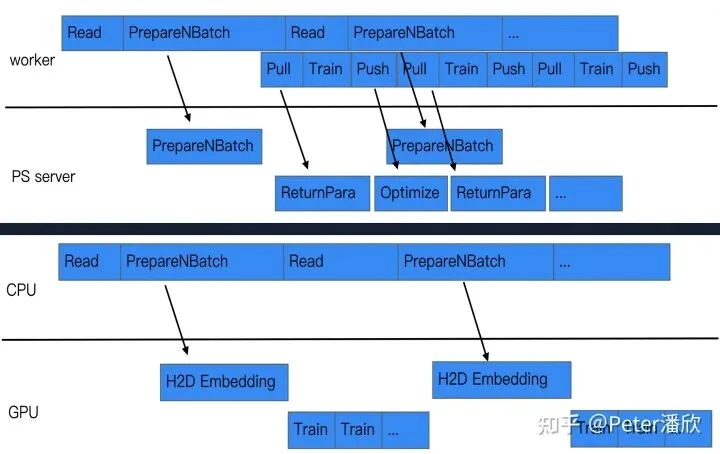 Read PrepareNBatch Read PrepareNBatch ...
worker
Pull Train Push Pull Train Push Pull Train Push
PrepareNBatch PrepareNBatch
PS server
ReturnPara Optimize ReturnPara ...
Read PrepareNBatch Read PrepareNBatch ...
CPU
H2D Embedding H2D Embedding
GPU
Train Train ... Train Train ...
知乎 @Peter潘欣